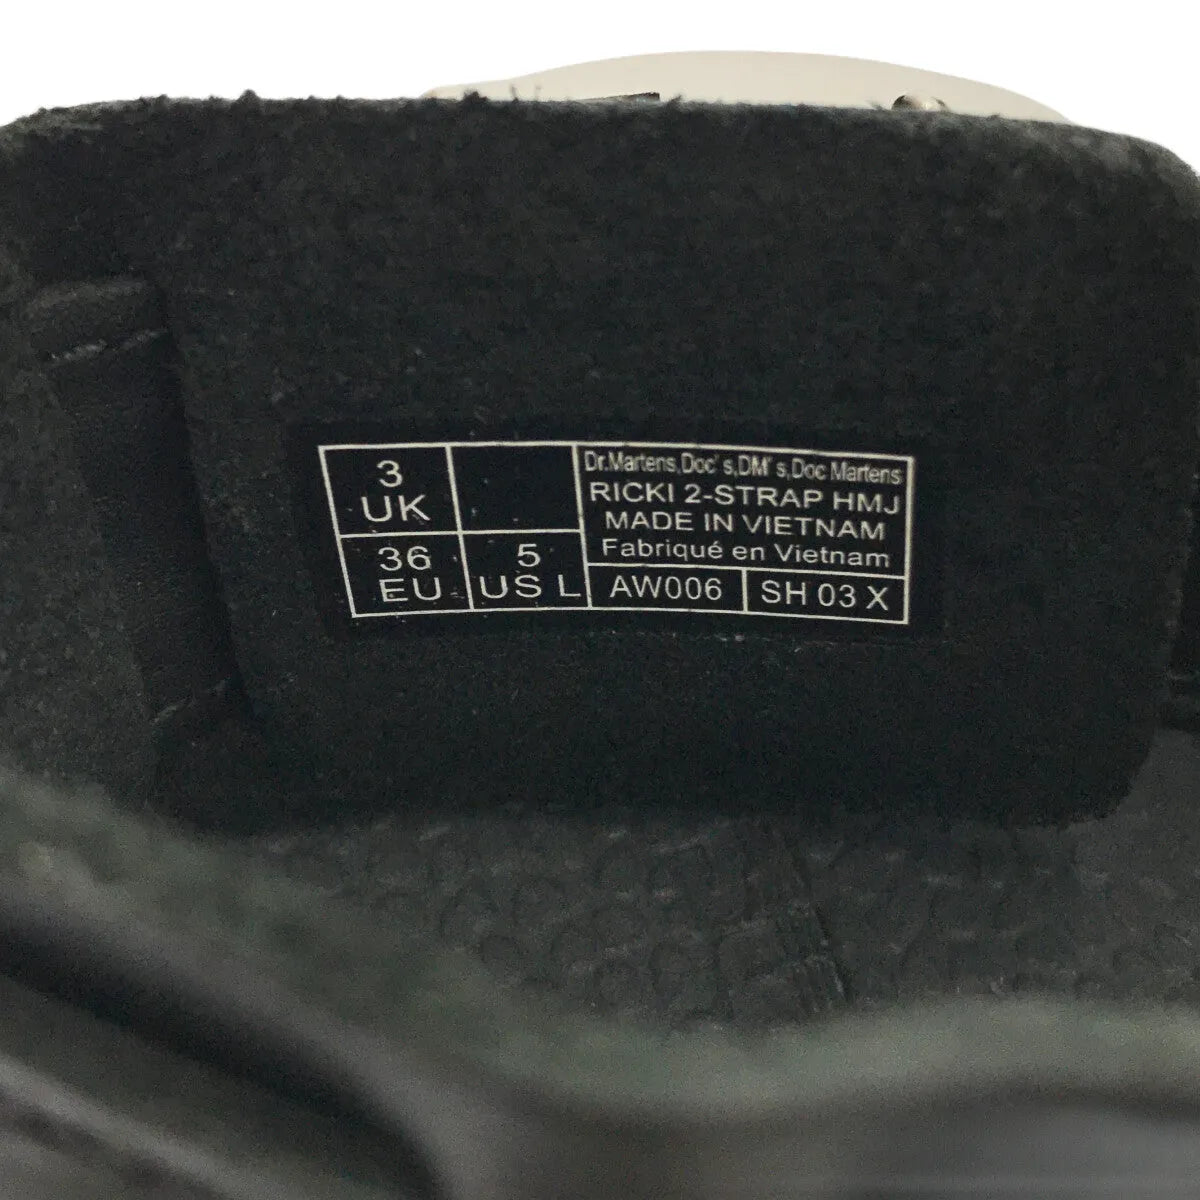 3
UK
36
EU
5
US L
Dr.Martens,Doc's,DM's,Doc Martens
RICKI 2-STRAP HMJ
MADE IN VIETNAM
Fabriqué en Vietnam
AW006
SH 03 X